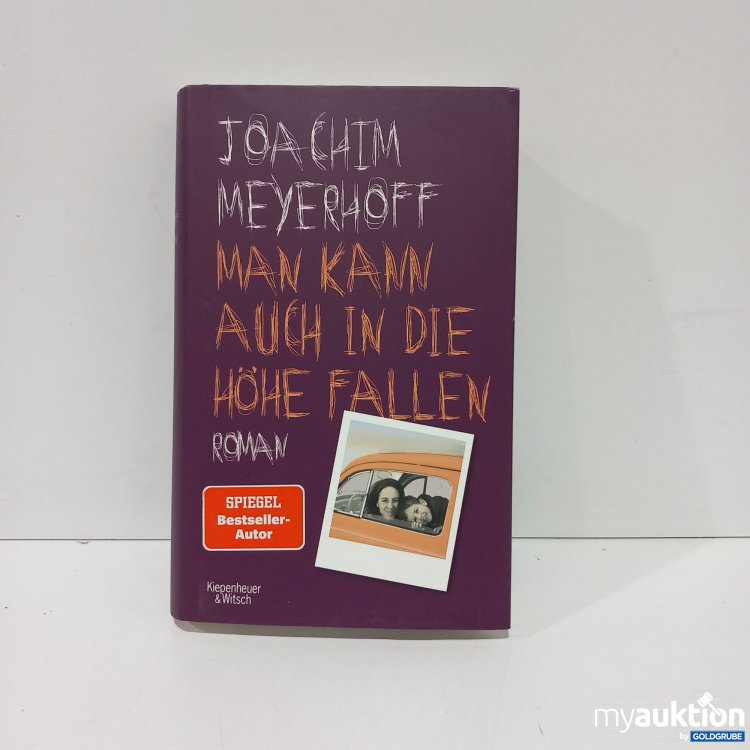 JOACHIM
MEYERHOFF
MAN KANN
AUCH IN DIE
HÖHE FALLEN
ROMAN
SPIEGEL
Bestseller-
Autor
Kiepenheuer
& Witsch
myauktion
by GOLDGRUBE